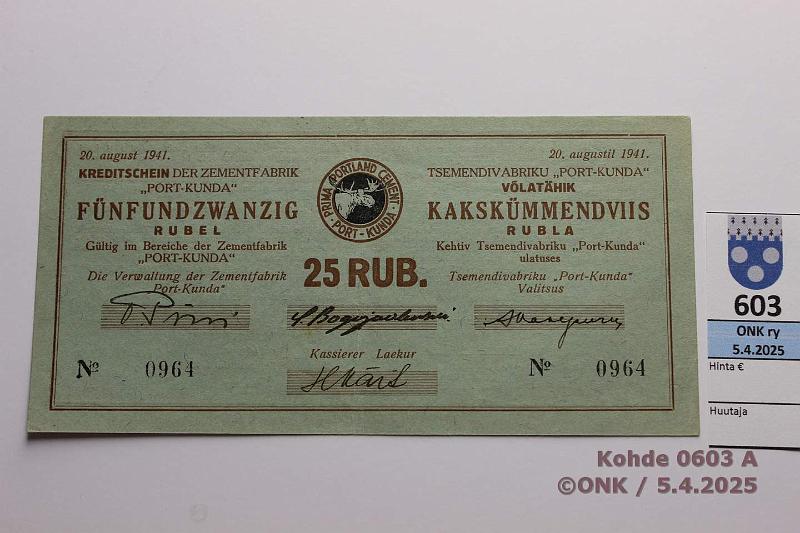 20. august 1941.
KREDITSCHEIN DER ZEMENTFABRIK
„PORT-KUNDA“
FÜNFUNDZWANZIG
RUBEL
Gültig im Bereiche der Zementfabrik
„PORT-KUNDA“
Die Verwaltung der Zementfabrik
„Port-Kunda“
PRIMA PORTLAND CEMENT
PORT-KUNDA
25 RUB.
20. augustil 1941.
TSEMENDIVABRIKU „PORT-KUNDA“
VÕLATÄHIK
KAKSKÜMMENDVIIS
RUBLA
Kehtiv Tsemendivabriku „Port-Kunda“
ulatuses
Tsemendivabriku „Port-Kunda“
Valitsus
Kassierer Laekur
№ 0964
№ 0964
603
ONK ry
5.4.2025
Hinta €
Huutaja
Kohde 0603 A
©ONK / 5.4.2025